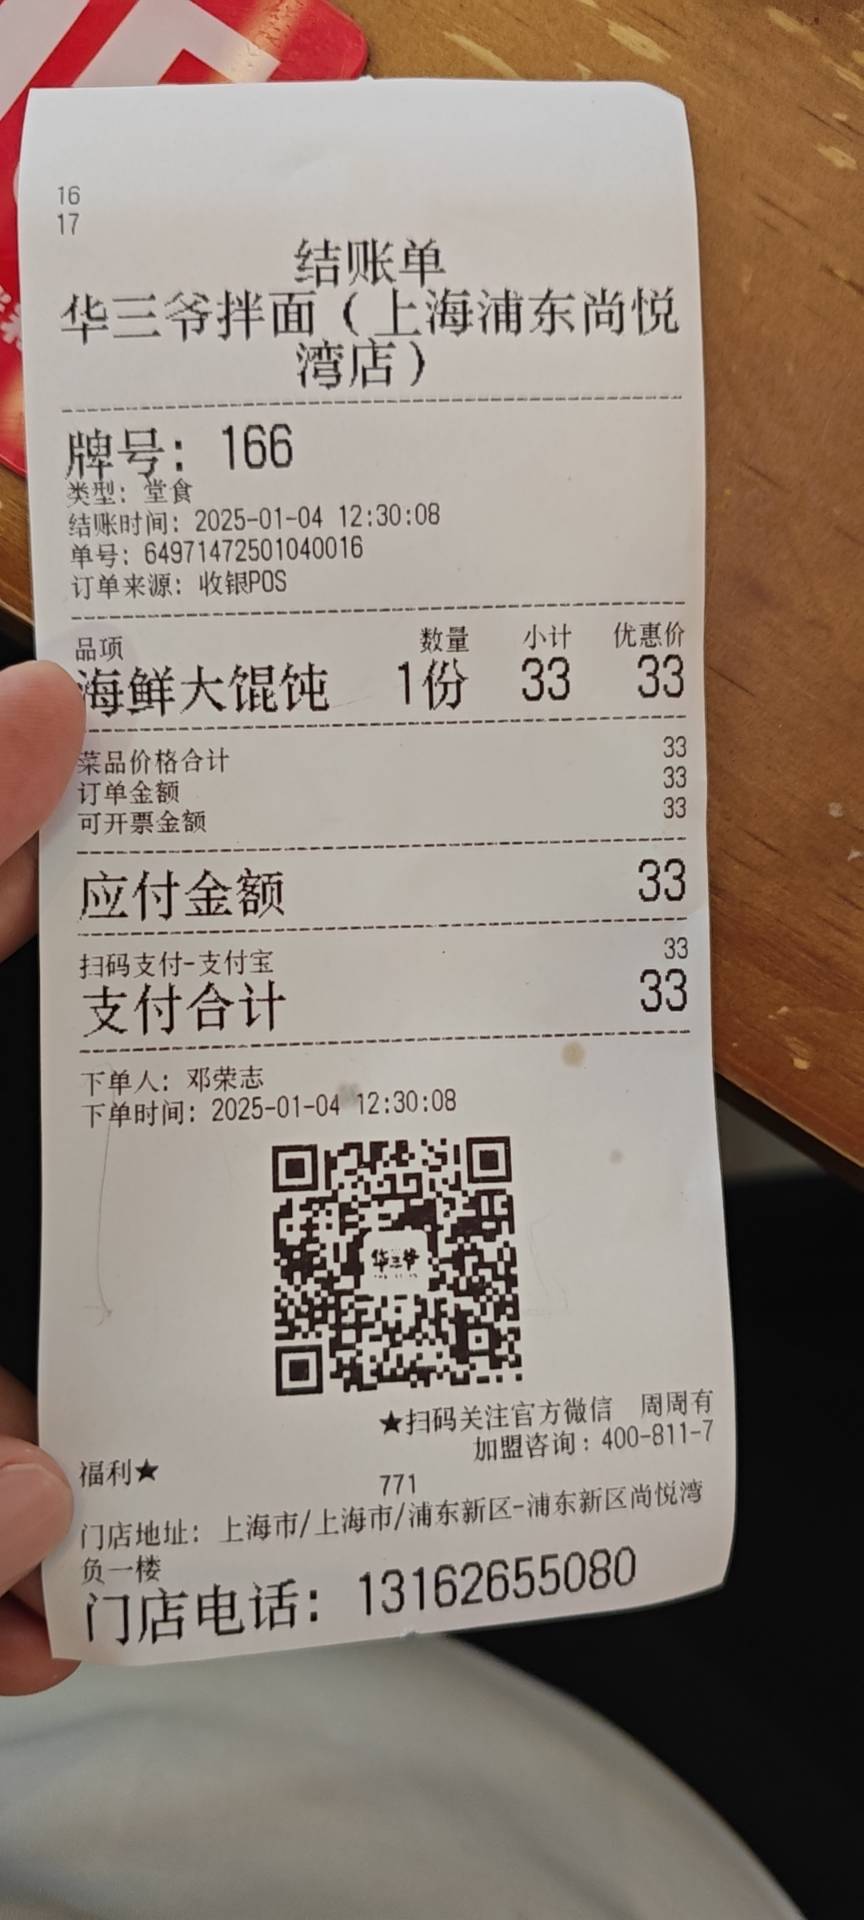 16
17
结账单
华三爷拌面（上海浦东尚悦
湾店）
牌号：166
类型：堂食
结账时间：2025-01-04 12:30:08
单号：64971472501040016
订单来源：收银POS
品项 数量 小计 优惠价
海鲜大馄饨 1份 33 33
菜品价格合计 33
订单金额 33
可开票金额 33
应付金额 33
扫码支付-支付宝 33
支付合计 33
下单人：邓荣志
下单时间：2025-01-04 12:30:08
华三爷
★扫码关注官方微信 周周有
福利★ 加盟咨询：400-811-7
771
门店地址：上海市/上海市/浦东新区-浦东新区尚悦湾
负一楼
门店电话：13162655080